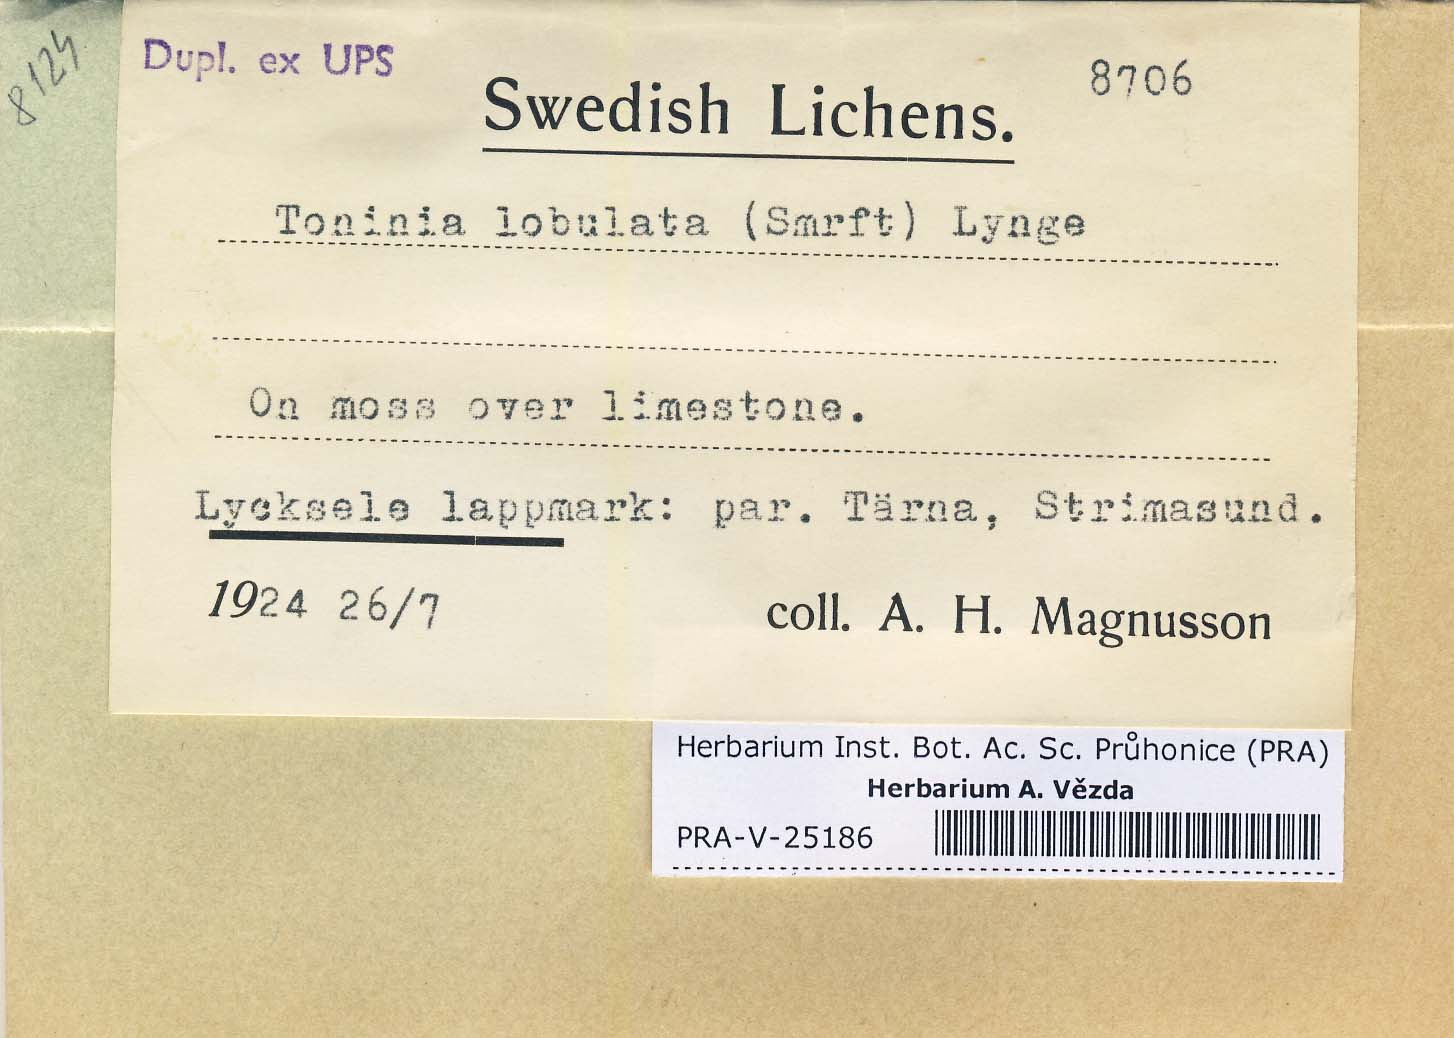 8124
Dupl. ex UPS
8706
Swedish Lichens.
Toninia lobulata (Smrft) Lynge
On moss over limestone.
Lycksele lappmark: par. Tärna, Strimasund.
1924 26/7
coll. A. H. Magnusson
Herbarium Inst. Bot. Ac. Sc. Průhonice (PRA)
Herbarium A. Vězda
PRA-V-25186